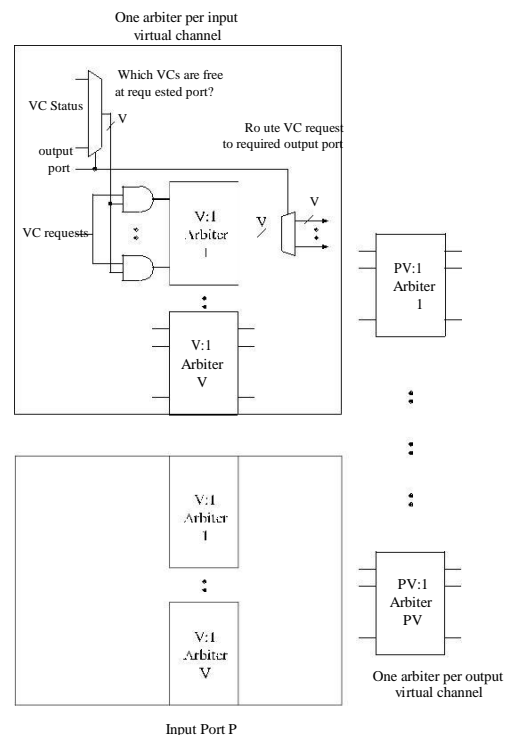 One arbiter per input
virtual channel
Which VCs are free
at requ ested port?
VC Status
V
Ro ute VC request
to required output port
output
port
V
VC requests
V:1
Arbiter
1
V
V:1
Arbiter
V
PV:1
Arbiter
1
V:1
Arbiter
1
V:1
Arbiter
V
PV:1
Arbiter
PV
One arbiter per output
virtual channel
Input Port P